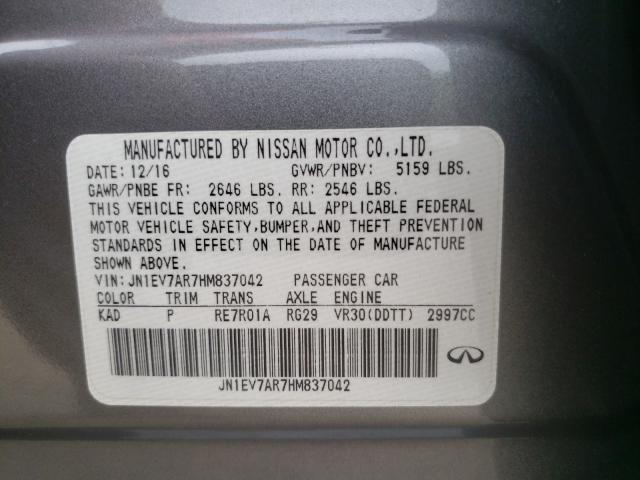 MANUFACTURED BY NISSAN MOTOR CO.,LTD.
DATE: 12/16 GVWR/PNBV: 5159 LBS.
GAWR/PNBE FR: 2646 LBS. RR: 2546 LBS.
THIS VEHICLE CONFORMS TO ALL APPLICABLE FEDERAL
MOTOR VEHICLE SAFETY,BUMPER,AND THEFT PREVENTION
STANDARDS IN EFFECT ON THE DATE OF MANUFACTURE
SHOWN ABOVE.
VIN:JN1EV7AR7HM837042 PASSENGER CAR
COLOR TRIM TRANS AXLE ENGINE
KAD P RE7R01A RG29 VR30(DDTT) 2997CC
JN1EV7AR7HM837042